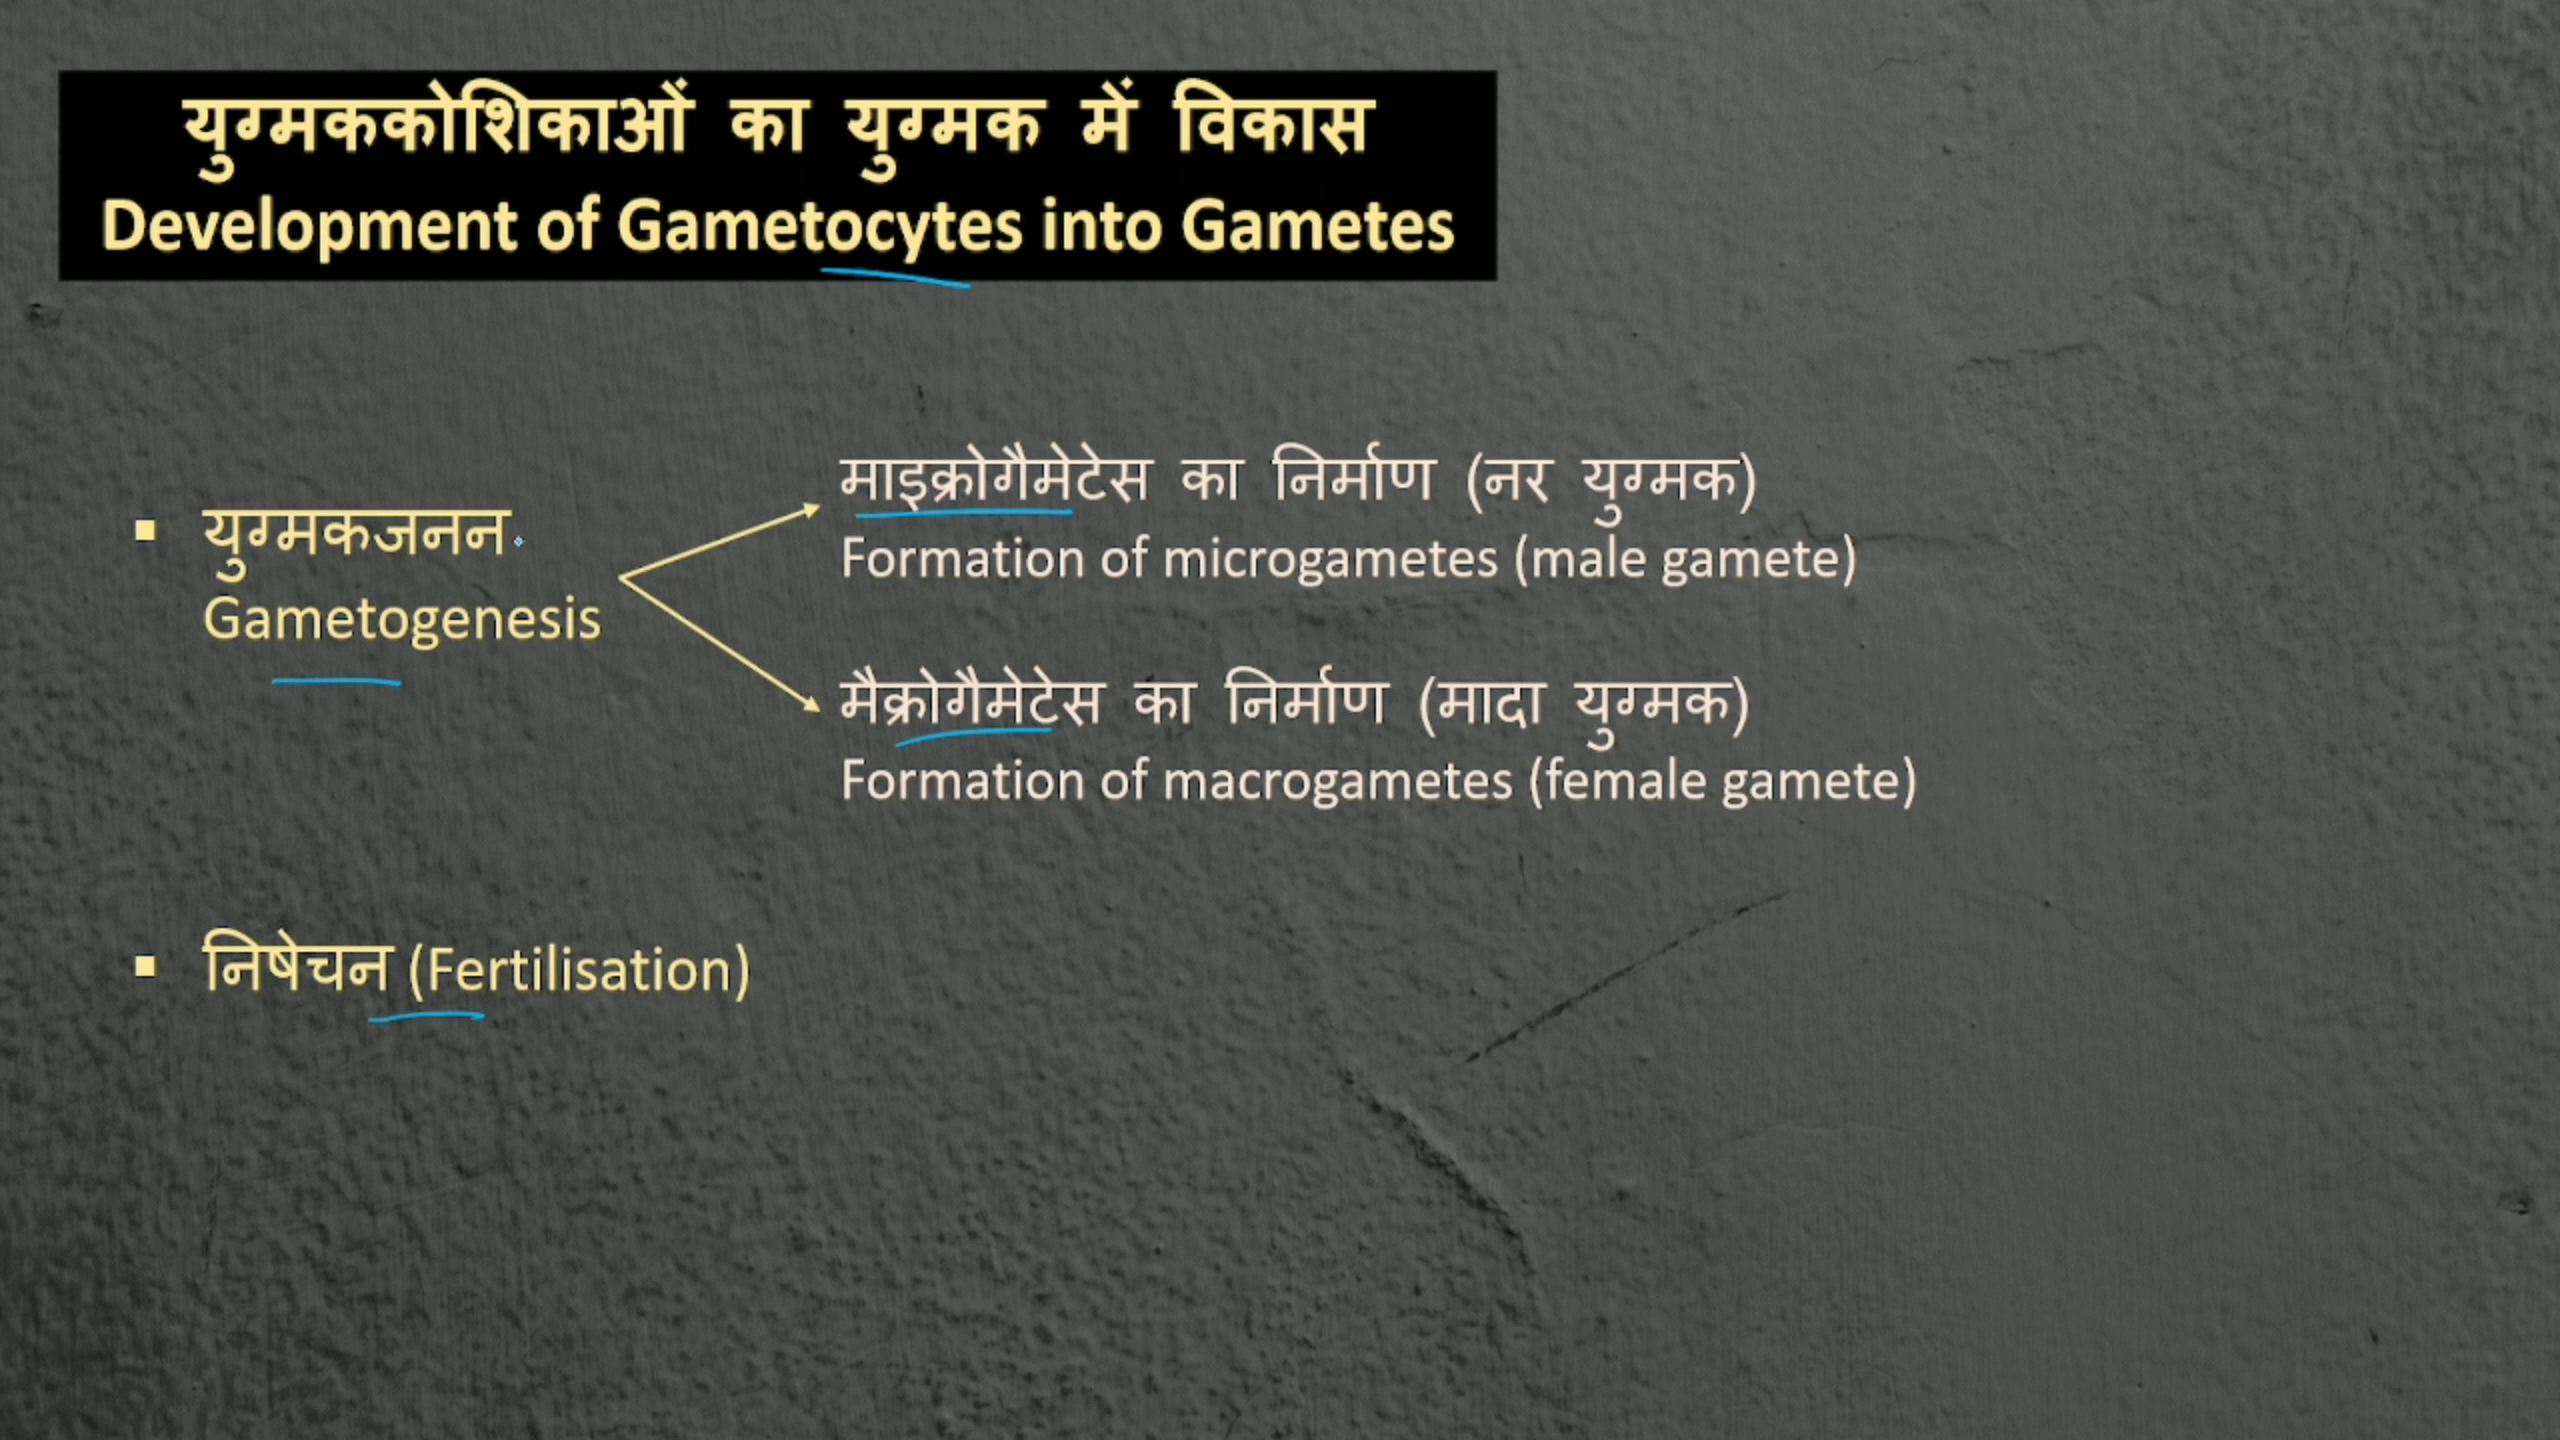 युग्मककोशिकाओं का युग्मक में विकास
Development of Gametocytes into Gametes
▪ युग्मकजनन
Gametogenesis
माइक्रोगैमेटेस का निर्माण (नर युग्मक)
Formation of microgametes (male gamete)
मैक्रोगैमेटेस का निर्माण (मादा युग्मक)
Formation of macrogametes (female gamete)
▪ निषेचन (Fertilisation)